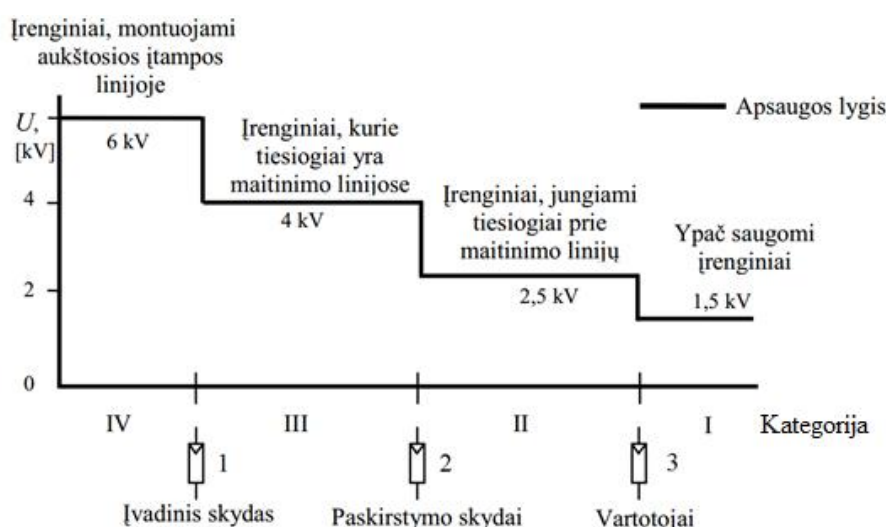 Įrenginiai, montuojami
aukštosios įtampos
linijoje
U,
[kV]
6 kV
Įrenginiai, kurie
tiesiogiai yra
maitinimo linijose
4
4 kV
Įrenginiai, jungiami
tiesiogiai prie
maitinimo linijų
2
2,5 kV
Ypač saugomi
įrenginiai
1,5 kV
Apsaugos lygis
0
IV
III
II
I
Kategorija
1
2
3
Įvadinis skydas
Paskirstymo skydai
Vartotojai